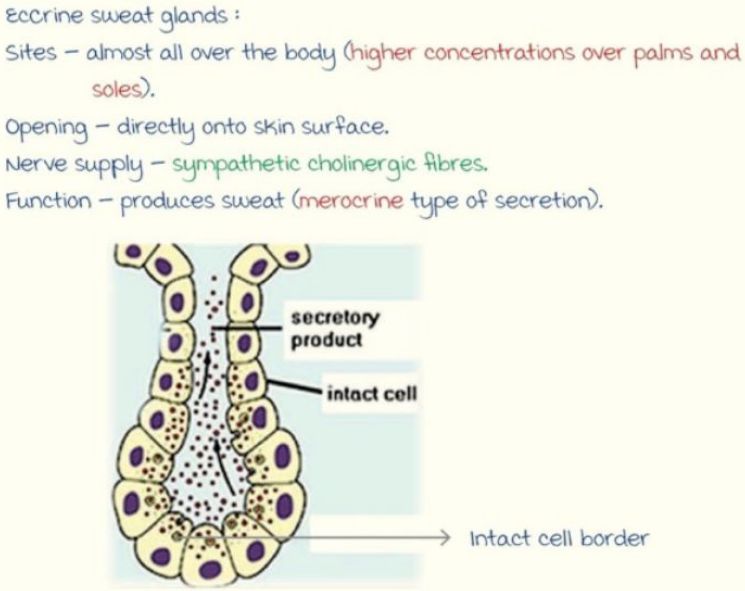 Eccrine sweat glands :
Sites – almost all over the body (higher concentrations over palms and
soles).
Opening – directly onto skin surface.
Nerve supply – sympathetic cholinergic fibres.
Function – produces sweat (merocrine type of secretion).
secretory
product
intact cell
Intact cell border